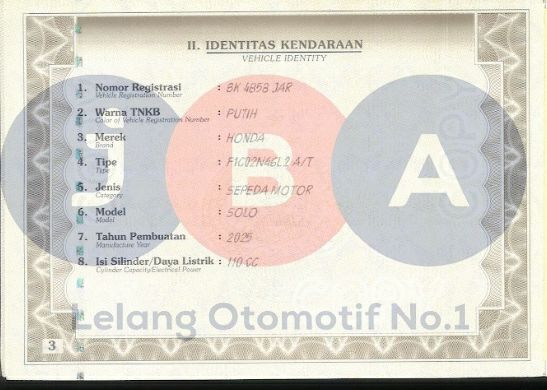 II. IDENTITAS KENDARAAN
VEHICLE IDENTITY
1. Nomor Registrasi : BK 4858 JAR
Vehicle Registration Number
2. Warna TNKB : PUTIH
Color of Vehicle Registration Number
3. Merek : HONDA
Brand
4. Tipe : F1C02N46L2 A/T
Type
5. Jenis : SEPEDA MOTOR
Category
6. Model : SOLO
Model
7. Tahun Pembuatan : 2025
Manufacture Year
8. Isi Silinder/Daya Listrik : 110 CC
Cylinder Capacity/Electrical Power
J B A
Lelang Otomotif No.1
3